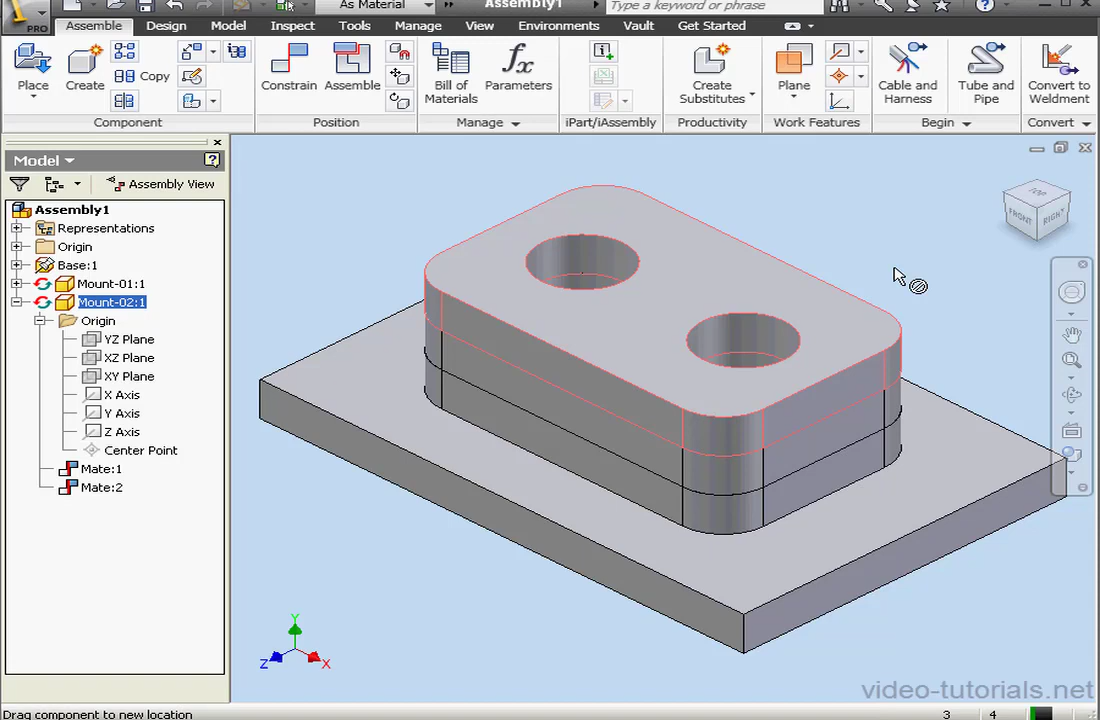 PRO
As Material
Assembly1
Type a keyword or phrase
Assemble Design Model Inspect Tools Manage View Environments Vault Get Started
Place
Create
Copy
Constrain
Assemble
Bill of
Materials
Parameters
Create
Substitutes
Plane
Cable and
Harness
Tube and
Pipe
Convert to
Weldment
Component
Position
Manage
iPart/iAssembly
Productivity
Work Features
Begin
Convert
Model
Assembly View
Assembly1
Representations
Origin
Base:1
Mount-01:1
Mount-02:1
Origin
YZ Plane
XZ Plane
XY Plane
X Axis
Y Axis
Z Axis
Center Point
Mate:1
Mate:2
TOP
FRONT
RIGHT
Y
Z
X
video-tutorials.net
Drag component to new location
3 4